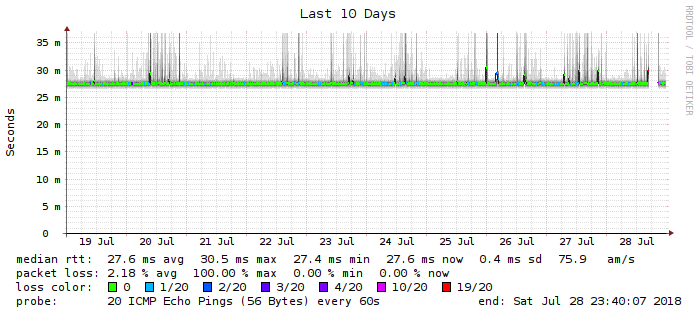 Last 10 Days
RRDTOOL / TOBI OETIKER
Seconds
35 m
30 m
25 m
20 m
15 m
10 m
5 m
0
19 Jul 20 Jul 21 Jul 22 Jul 23 Jul 24 Jul 25 Jul 26 Jul 27 Jul 28 Jul
median rtt: 27.6 ms avg 30.5 ms max 27.4 ms min 27.6 ms now 0.4 ms sd 75.9 am/s
packet loss: 2.18 % avg 100.00 % max 0.00 % min 0.00 % now
loss color: 0 1/20 2/20 3/20 4/20 10/20 19/20
probe: 20 ICMP Echo Pings (56 Bytes) every 60s end: Sat Jul 28 23:40:07 2018